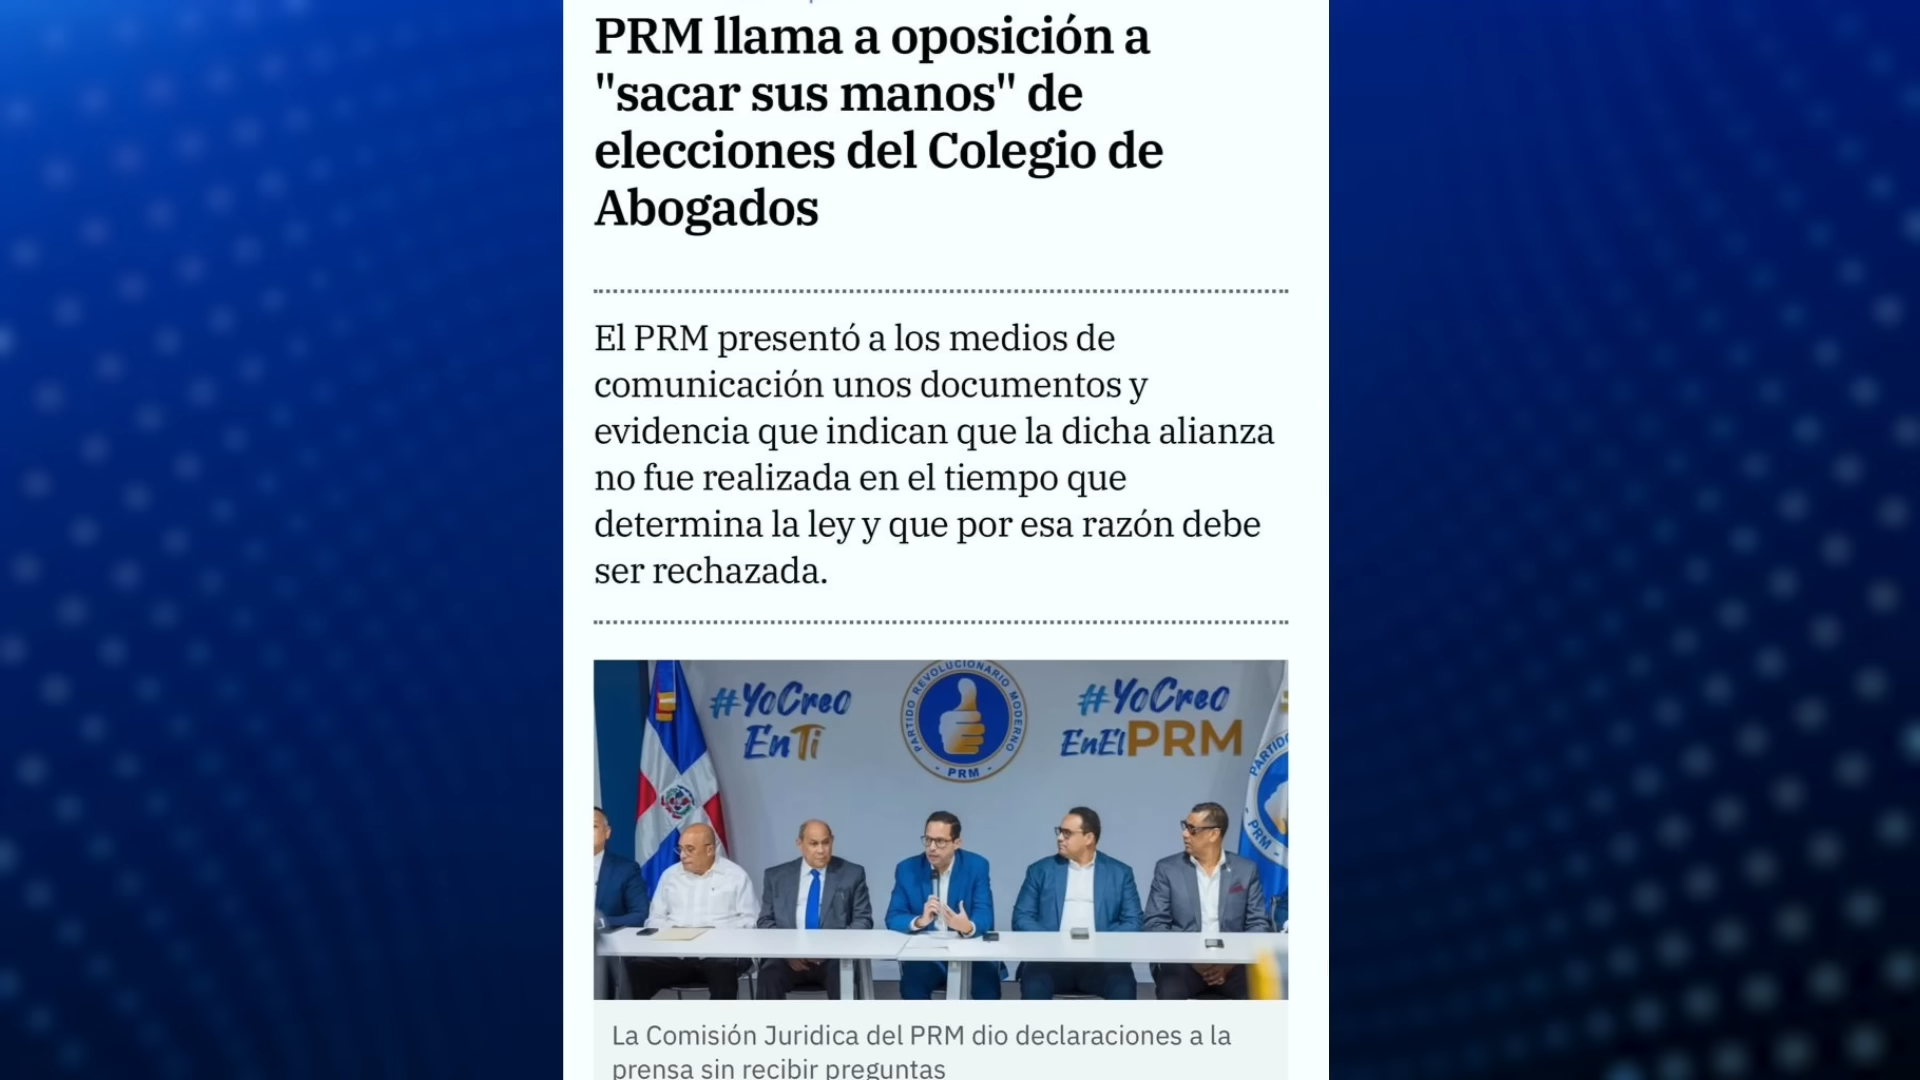 PRM llama a oposición a
"sacar sus manos" de
elecciones del Colegio de
Abogados
El PRM presentó a los medios de
comunicación unos documentos y
evidencia que indican que la dicha alianza
no fue realizada en el tiempo que
determina la ley y que por esa razón debe
ser rechazada.
#YoCreo
EnTi
PARTIDO REVOLUCIONARIO MODERNO
- PRM -
#YoCreo
EnElPRM
PARTIDO
PRM -
La Comisión Juridica del PRM dio declaraciones a la
prensa sin recibir preguntas